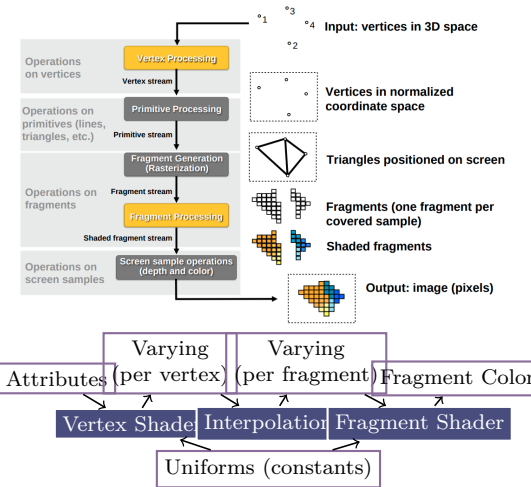 3
1
4
2
Input: vertices in 3D space
Operations
on vertices
Vertex Processing
Vertex stream
Vertices in normalized
coordinate space
Operations on
primitives (lines,
triangles, etc.)
Primitive Processing
Primitive stream
Triangles positioned on screen
Operations on
fragments
Fragment Generation
(Rasterization)
Fragment stream
Fragments (one fragment per
covered sample)
Fragment Processing
Shaded fragment stream
Shaded fragments
Operations on
screen samples
Screen sample operations
(depth and color)
Output: image (pixels)
Attributes
Varying
(per vertex)
Varying
(per fragment)
Fragment Color
Vertex Shader
Interpolation
Fragment Shader
Uniforms (constants)